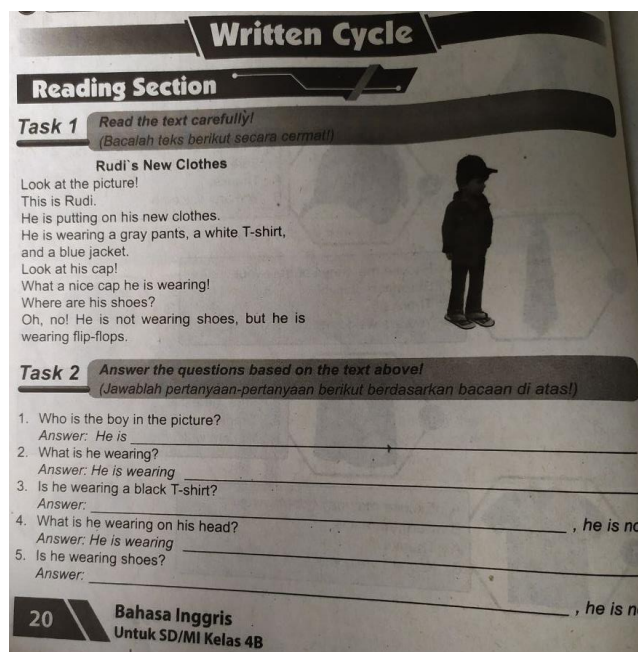 Written Cycle
Reading Section
Task 1
Read the text carefully!
(Bacalah teks berikut secara cermat!)
Rudi`s New Clothes
Look at the picture!
This is Rudi.
He is putting on his new clothes.
He is wearing a gray pants, a white T-shirt,
and a blue jacket.
Look at his cap!
What a nice cap he is wearing!
Where are his shoes?
Oh, no! He is not wearing shoes, but he is
wearing flip-flops.
Task 2
Answer the questions based on the text above!
(Jawablah pertanyaan-pertanyaan berikut berdasarkan bacaan di atas!)
1. Who is the boy in the picture?
Answer: He is
2. What is he wearing?
Answer: He is wearing
3. Is he wearing a black T-shirt?
Answer: , he is
4. What is he wearing on his head?
Answer: He is wearing
5. Is he wearing shoes?
Answer: , he is
20 Bahasa Inggris
Untuk SD/MI Kelas 4B